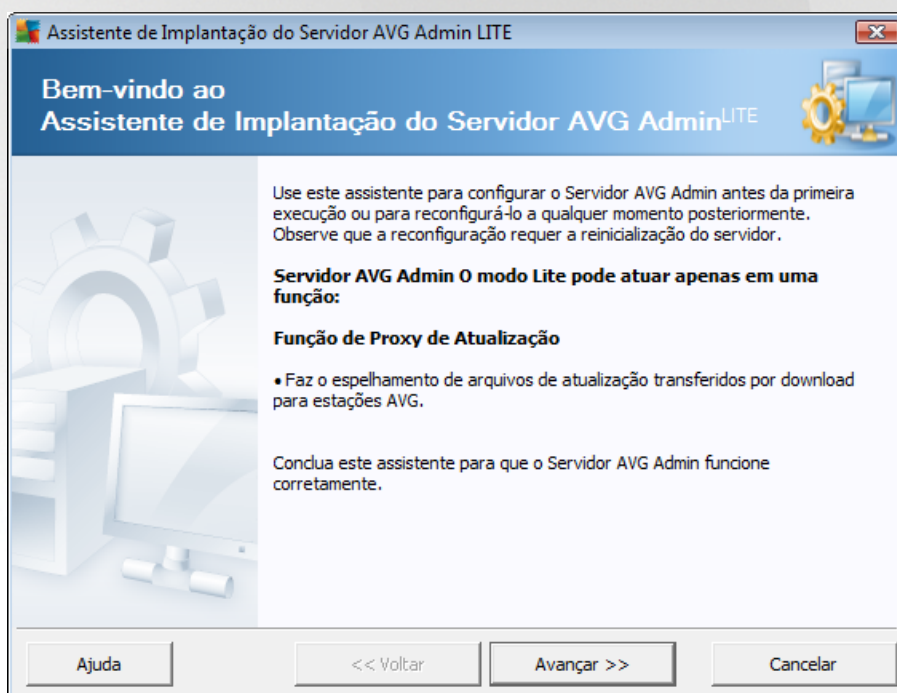 Assistente de Implantação do Servidor AVG Admin LITE
Bem-vindo ao
Assistente de Implantação do Servidor AVG Admin LITE
Use este assistente para configurar o Servidor AVG Admin antes da primeira
execução ou para reconfigurá-lo a qualquer momento posteriormente.
Observe que a reconfiguração requer a reinicialização do servidor.
Servidor AVG Admin O modo Lite pode atuar apenas em uma
função:
Função de Proxy de Atualização
• Faz o espelhamento de arquivos de atualização transferidos por download
para estações AVG.
Conclua este assistente para que o Servidor AVG Admin funcione
corretamente.
Ajuda
<< Voltar
Avançar >>
Cancelar